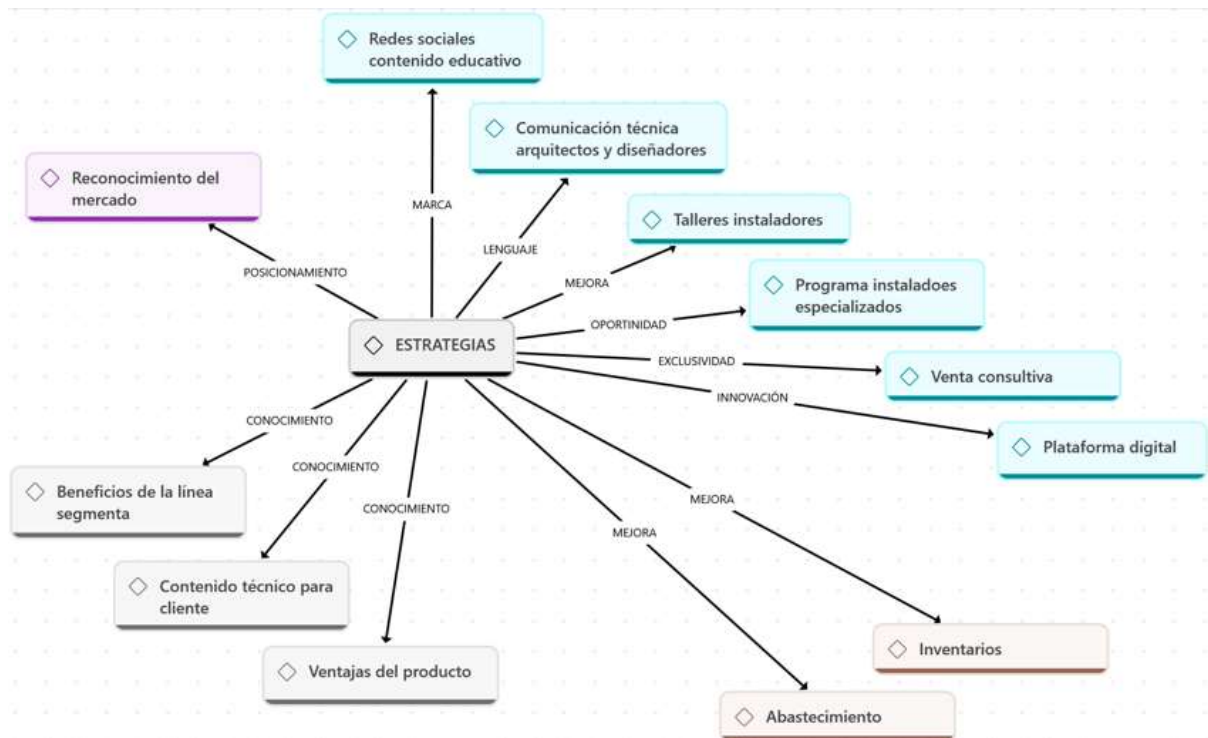 Redes sociales
contenido educativo
Comunicación técnica
arquitectos y diseñadores
Reconocimiento del
mercado
MARCA
Talleres instaladores
LENGUAJE
POSICIONAMIENTO
MEJORA
Programa instaladoes
especializados
OPORTINIDAD
ESTRATEGIAS
EXCLUSIVIDAD
Venta consultiva
INNOVACIÓN
CONOCIMIENTO
Plataforma digital
CONOCIMIENTO
Beneficios de la línea
segmenta
MEJORA
CONOCIMIENTO
MEJORA
Contenido técnico para
cliente
Inventarios
Ventajas del producto
Abastecimiento